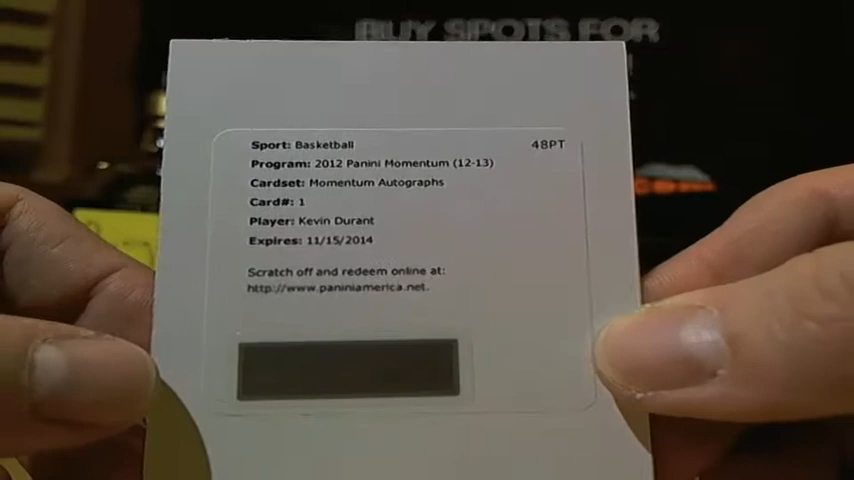 BUY SPOTS FOR
Sport: Basketball 48PT
Program: 2012 Panini Momentum (12-13)
Cardset: Momentum Autographs
Card#: 1
Player: Kevin Durant
Expires: 11/15/2014
Scratch off and redeem online at:
http://www.paniniamerica.net.